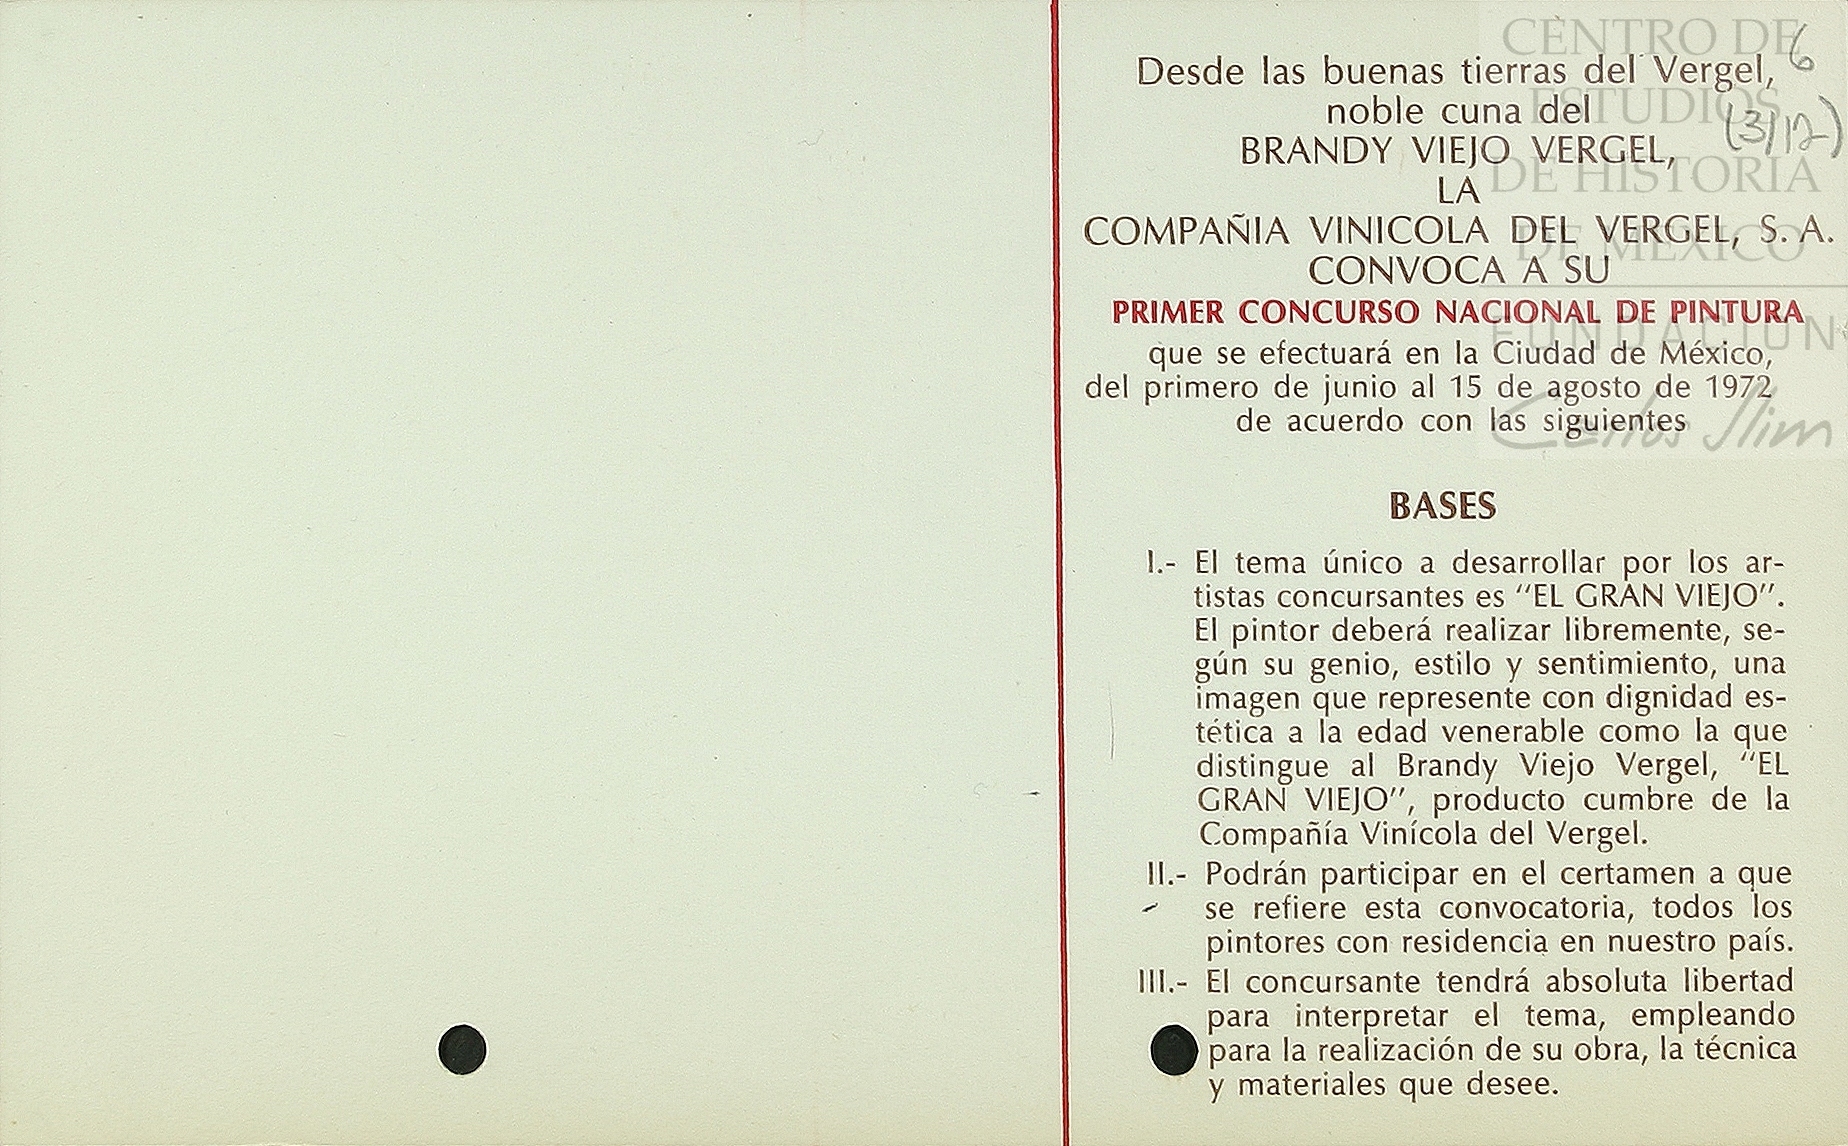 Desde las buenas tierras del Vergel,
noble cuna del
BRANDY VIEJO VERGEL,
LA
COMPAÑIA VINICOLA DEL VERGEL, S. A.
CONVOCA A SU
PRIMER CONCURSO NACIONAL DE PINTURA
que se efectuará en la Ciudad de México,
del primero de junio al 15 de agosto de 1972
de acuerdo con las siguientes
BASES
I.- El tema único a desarrollar por los ar-
tistas concursantes es “EL GRAN VIEJO”.
El pintor deberá realizar libremente, se-
gún su genio, estilo y sentimiento, una
imagen que represente con dignidad es-
tética a la edad venerable como la que
distingue al Brandy Viejo Vergel, “EL
GRAN VIEJO”, producto cumbre de la
Compañía Vinícola del Vergel.
II.- Podrán participar en el certamen a que
se refiere esta convocatoria, todos los
pintores con residencia en nuestro país.
III.- El concursante tendrá absoluta libertad
para interpretar el tema, empleando
para la realización de su obra, la técnica
y materiales que desee.
6
(3/12)
CENTRO DE
ESTUDIOS
DE HISTORIA
DE MÉXICO
FUNDACIÓN
Carlos Slim